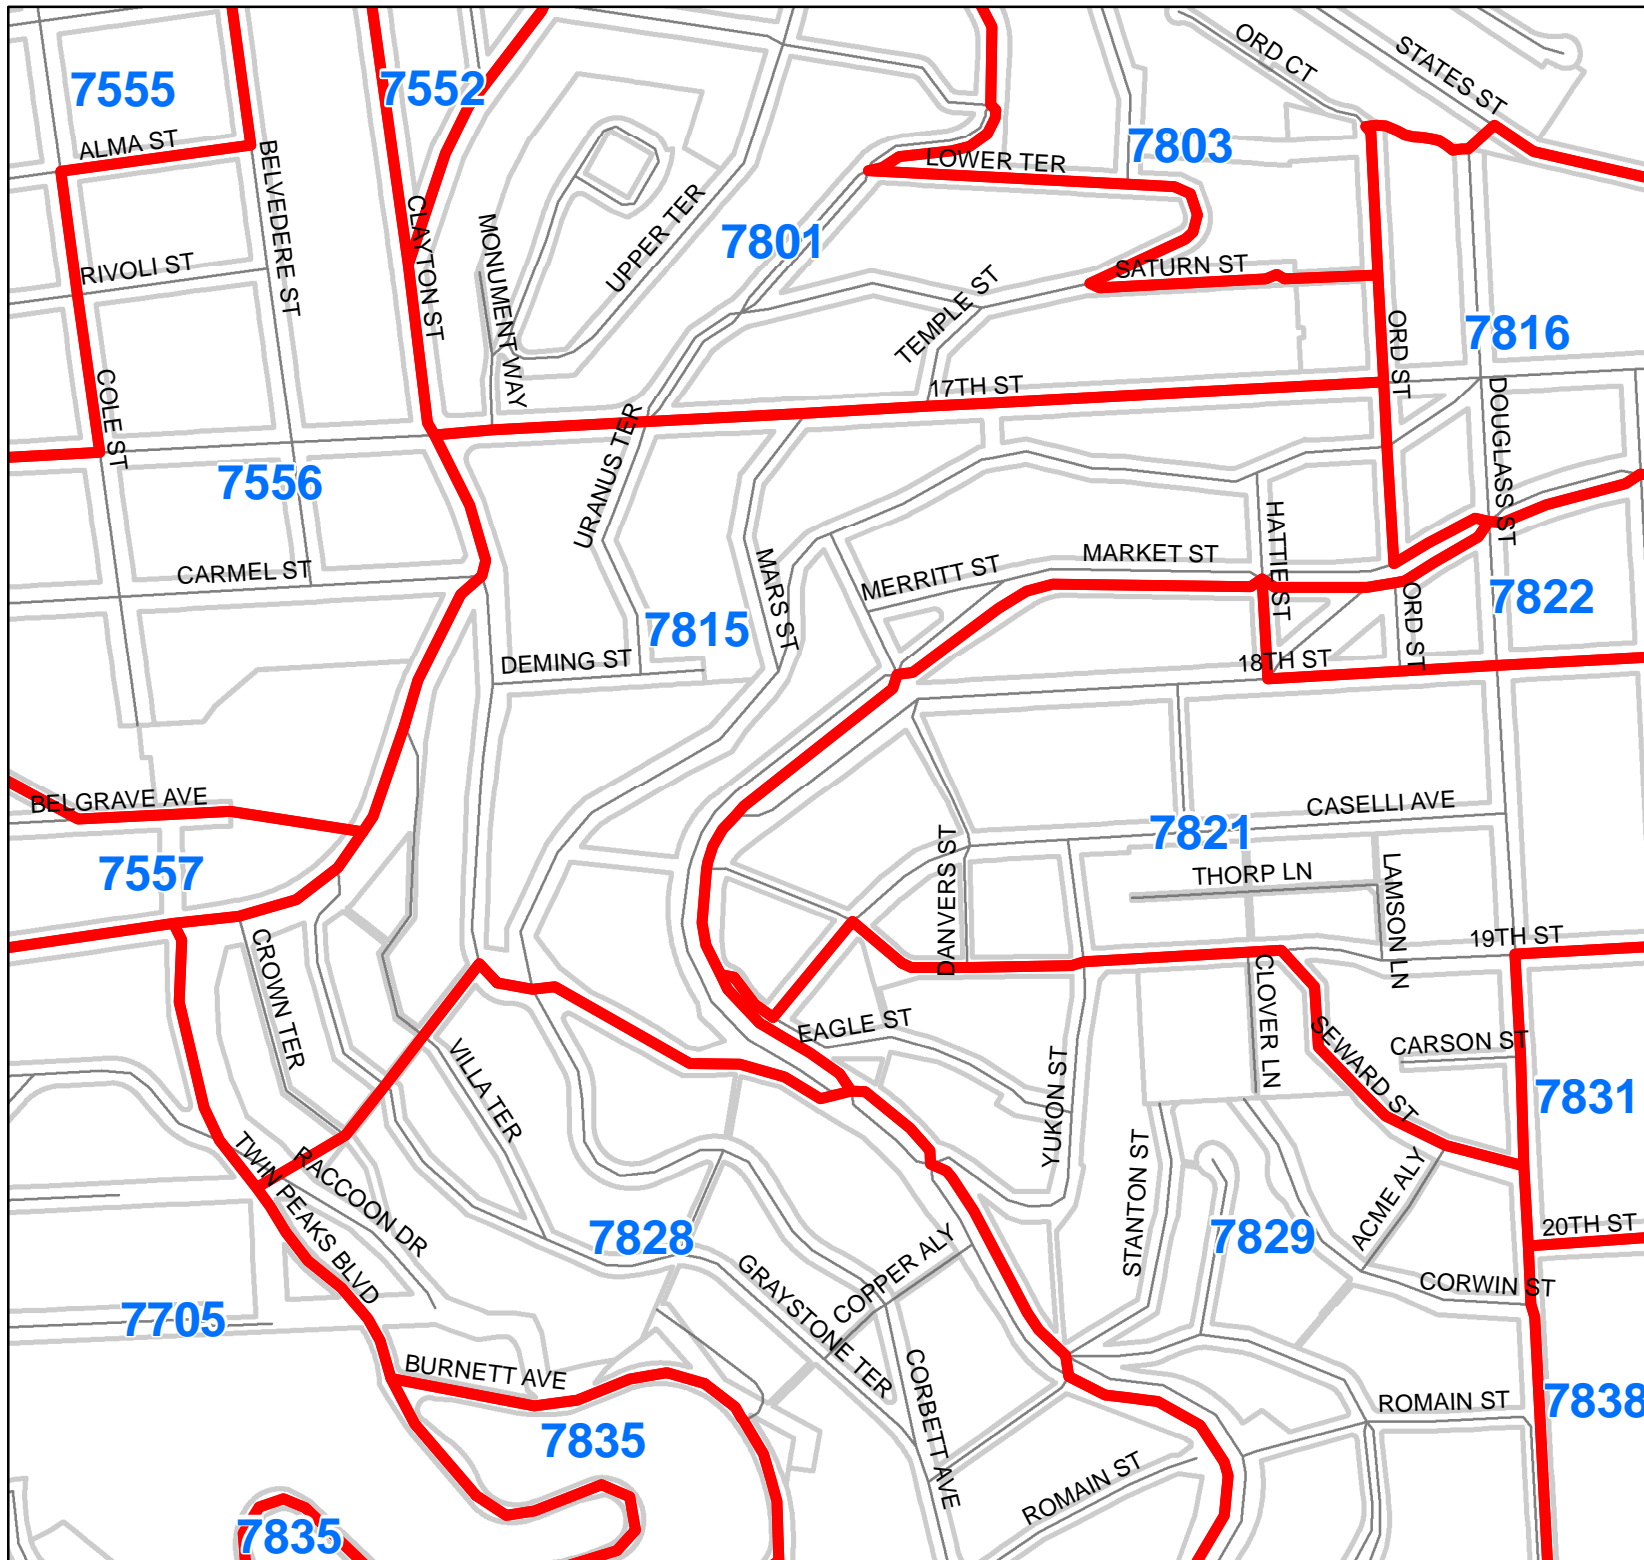 ORD CT
STATES ST
7555
7552
ALMA ST
7803
BELVEDERE ST
LOWER TER
CLAYTON ST
MONUMENT WAY
UPPER TER
7801
RIVOLI ST
SATURN ST
TEMPLE ST
ORD ST
7816
COLE ST
17TH ST
DOUGLASS ST
URANUS TER
7556
HATTIE ST
MARS ST
MERRITT ST
MARKET ST
CARMEL ST
ORD ST
7822
7815
DEMING ST
18TH ST
BELGRAVE AVE
CASELLI AVE
7821
DANVERS ST
THORP LN
LAMSON LN
7557
CROWN TER
19TH ST
CLOVER LN
EAGLE ST
SEWARD ST
CARSON ST
VILLA TER
YUKON ST
7831
TWIN PEAKS BLVD
RACCOON DR
STANTON ST
ACME ALY
7828
7829
20TH ST
COPPER ALY
GRAYSTONE TER
CORWIN ST
7705
BURNETT AVE
CORBETT AVE
ROMAIN ST
7838
7835
ROMAIN ST
7835